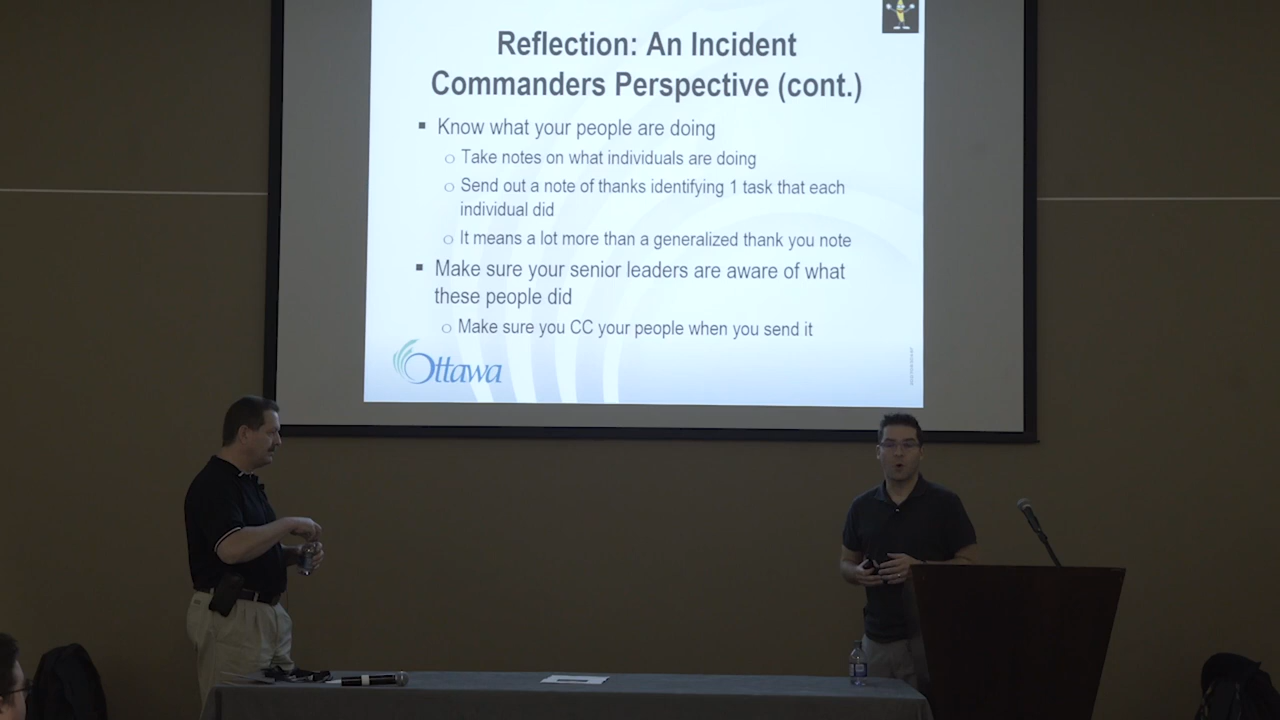 Reflection: An Incident
Commanders Perspective (cont.)
▪ Know what your people are doing
○ Take notes on what individuals are doing
○ Send out a note of thanks identifying 1 task that each
individual did
○ It means a lot more than a generalized thank you note
▪ Make sure your senior leaders are aware of what
these people did
○ Make sure you CC your people when you send it
Ottawa